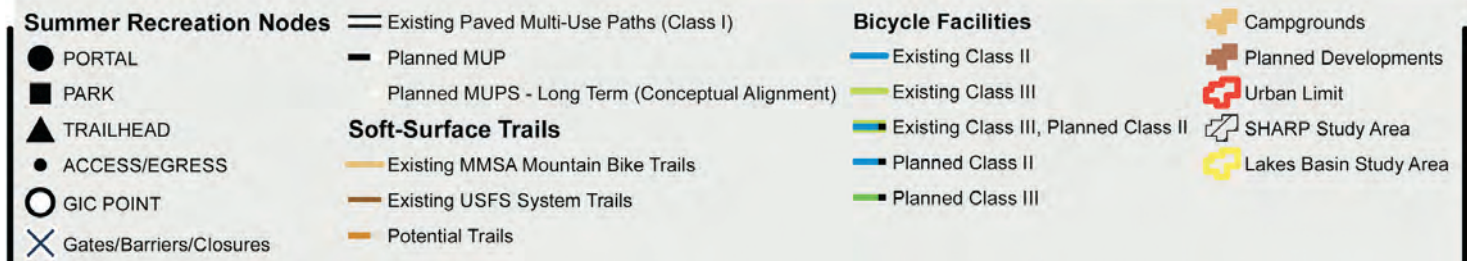 Summer Recreation Nodes
PORTAL
PARK
TRAILHEAD
ACCESS/EGRESS
GIC POINT
Gates/Barriers/Closures
Existing Paved Multi-Use Paths (Class I)
Planned MUP
Planned MUPS - Long Term (Conceptual Alignment)
Soft-Surface Trails
Existing MMSA Mountain Bike Trails
Existing USFS System Trails
Potential Trails
Bicycle Facilities
Existing Class II
Existing Class III
Existing Class III, Planned Class II
Planned Class II
Planned Class III
Campgrounds
Planned Developments
Urban Limit
SHARP Study Area
Lakes Basin Study Area